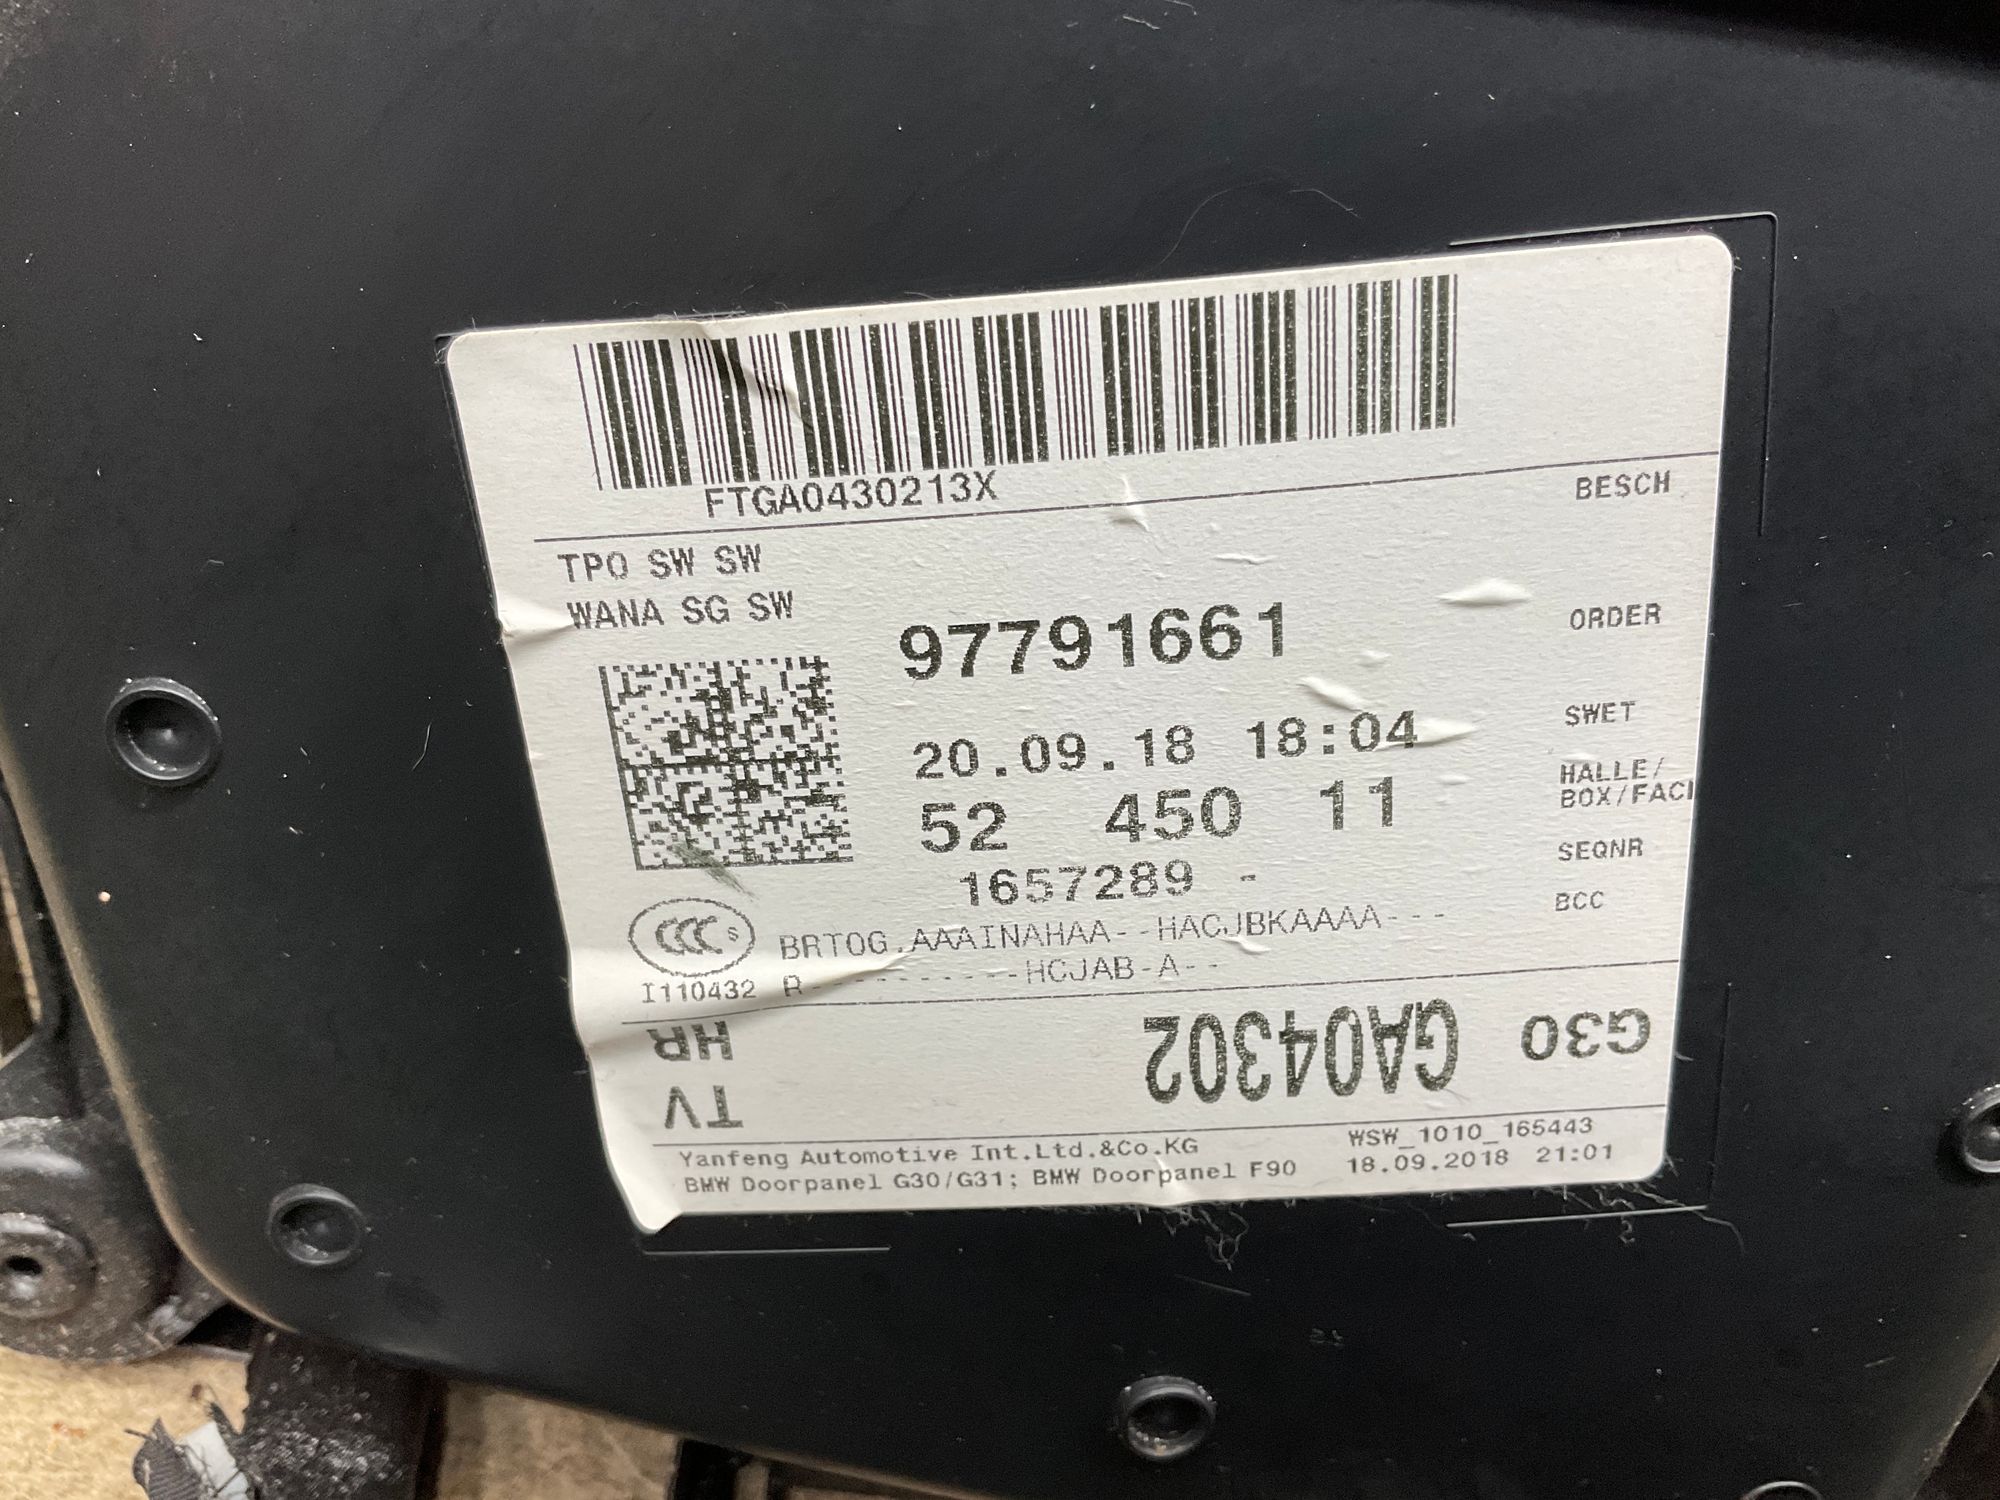 FTGA0430213X
BESCH
TPO SW SW
WANA SG SW
97791661
ORDER
20.09.18 18:04
SWET
52 450 11
HALLE/
BOX/FACI
1657289 -
SEQNR
BCC
CCC S
I110432
BRTOG.AAAINAHAA--HACJBKAAAA---
R----------HCJAB-A--
HR
TV
GA04302
G30
Yanfeng Automotive Int.Ltd.&Co.KG
WSW_1010_165443
BMW Doorpanel G30/G31; BMW Doorpanel F90
18.09.2018 21:01